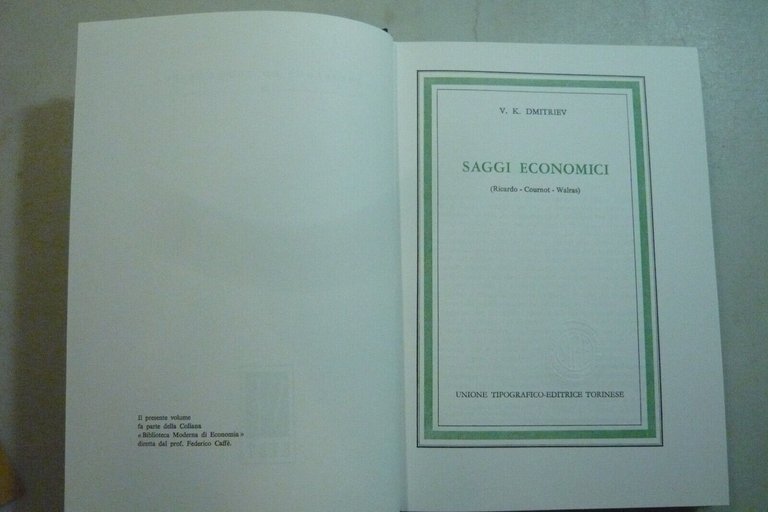 Il presente volume
fa parte della Collana
«Biblioteca Moderna di Economia»
diretta dal prof. Federico Caffè.
V. K. DMITRIEV
SAGGI ECONOMICI
(Ricardo - Cournot - Walras)
UNIONE TIPOGRAFICO-EDITRICE TORINESE